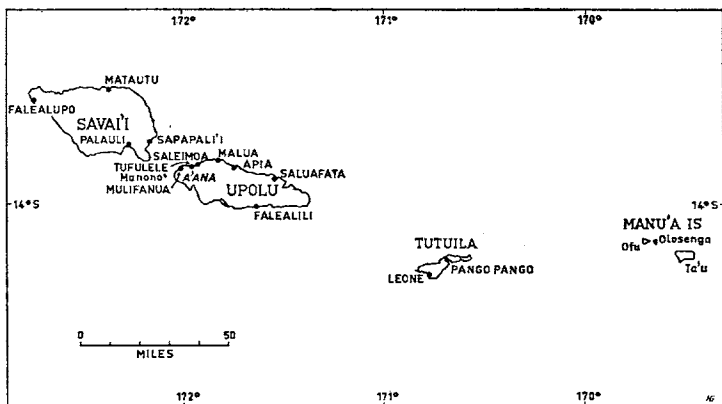 172°
171°
170°
MATAUTU
FALEALUPO
SAVAI'I
PALAULI
SAPAPALI'I
SALEIMOA
MALUA
TUFULELE
APIA
Manono
SALUAFATA
MULIFANUA
A'ANA
UPOLU
FALEALILI
14°S
14°S
MANU'A IS
Ofu
Olosenga
Ta'u
TUTUILA
PANGO PANGO
LEONE
0
50
MILES
172°
171°
170°